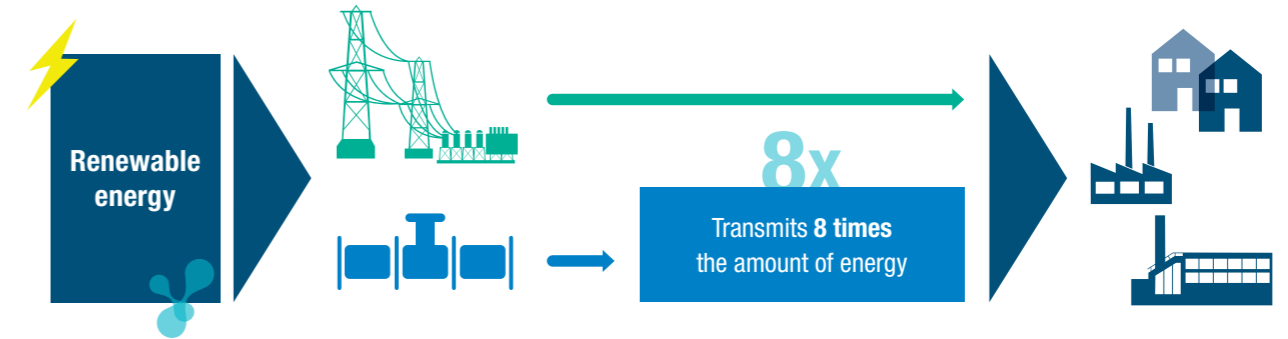 Renewable
energy
8x
Transmits 8 times
the amount of energy